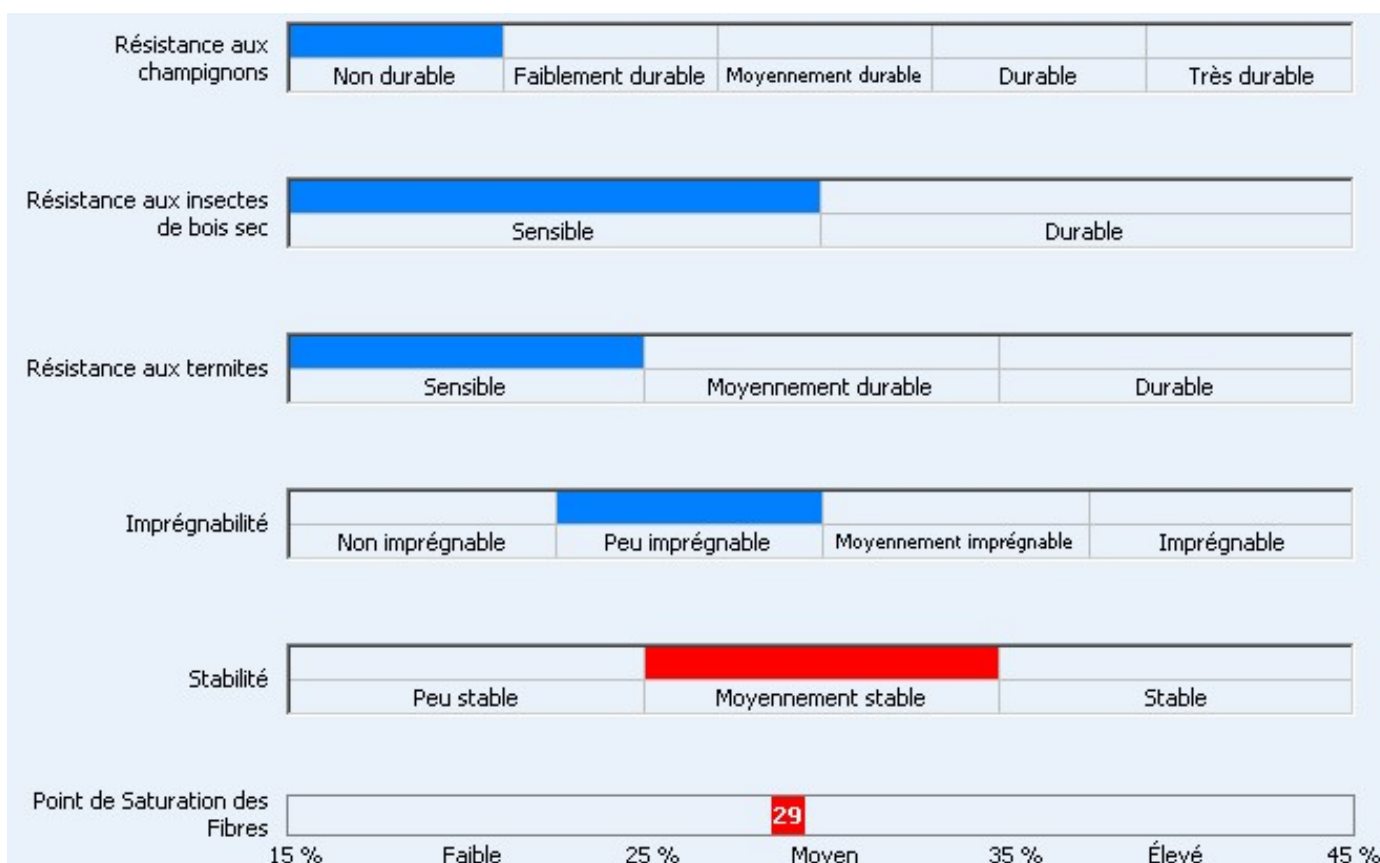 Résistance aux
champignons
Non durable Faiblement durable Moyennement durable Durable Très durable
Résistance aux insectes
de bois sec
Sensible Durable
Résistance aux termites
Sensible Moyennement durable Durable
Imprégnabilité
Non imprégnable Peu imprégnable Moyennement imprégnable Imprégnable
Stabilité
Peu stable Moyennement stable Stable
Point de Saturation des
Fibres
29
15 % Faible 25 % Moyen 35 % Élevé 45 %